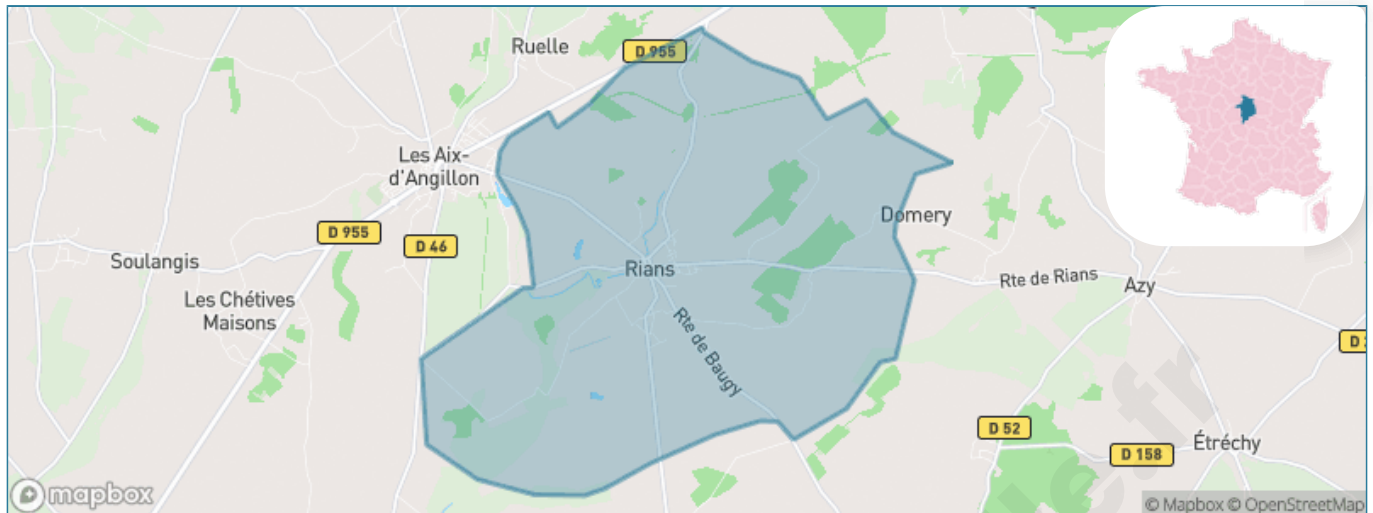 Ruelle
D 955
Les Aix-
d'Angillon
Domery
D 955
D 46
Soulangis
Rians
Rte de Rians
Azy
Les Chétives
Maisons
Rte de Baugy
D 52
D 158
Étréchy
mapbox
© Mapbox © OpenStreetMap